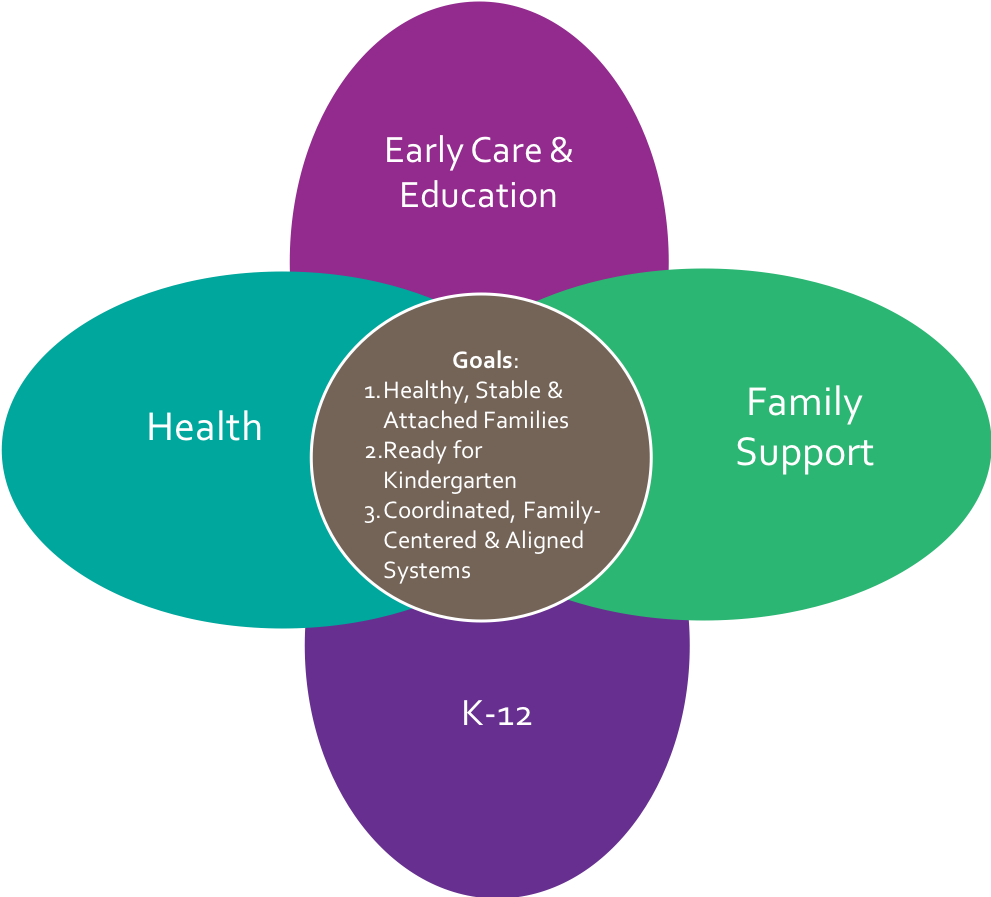 Early Care &
Education
Health
Family
Support
Goals:
1. Healthy, Stable &
Attached Families
2. Ready for
Kindergarten
3. Coordinated, Family-
Centered & Aligned
Systems
K-12